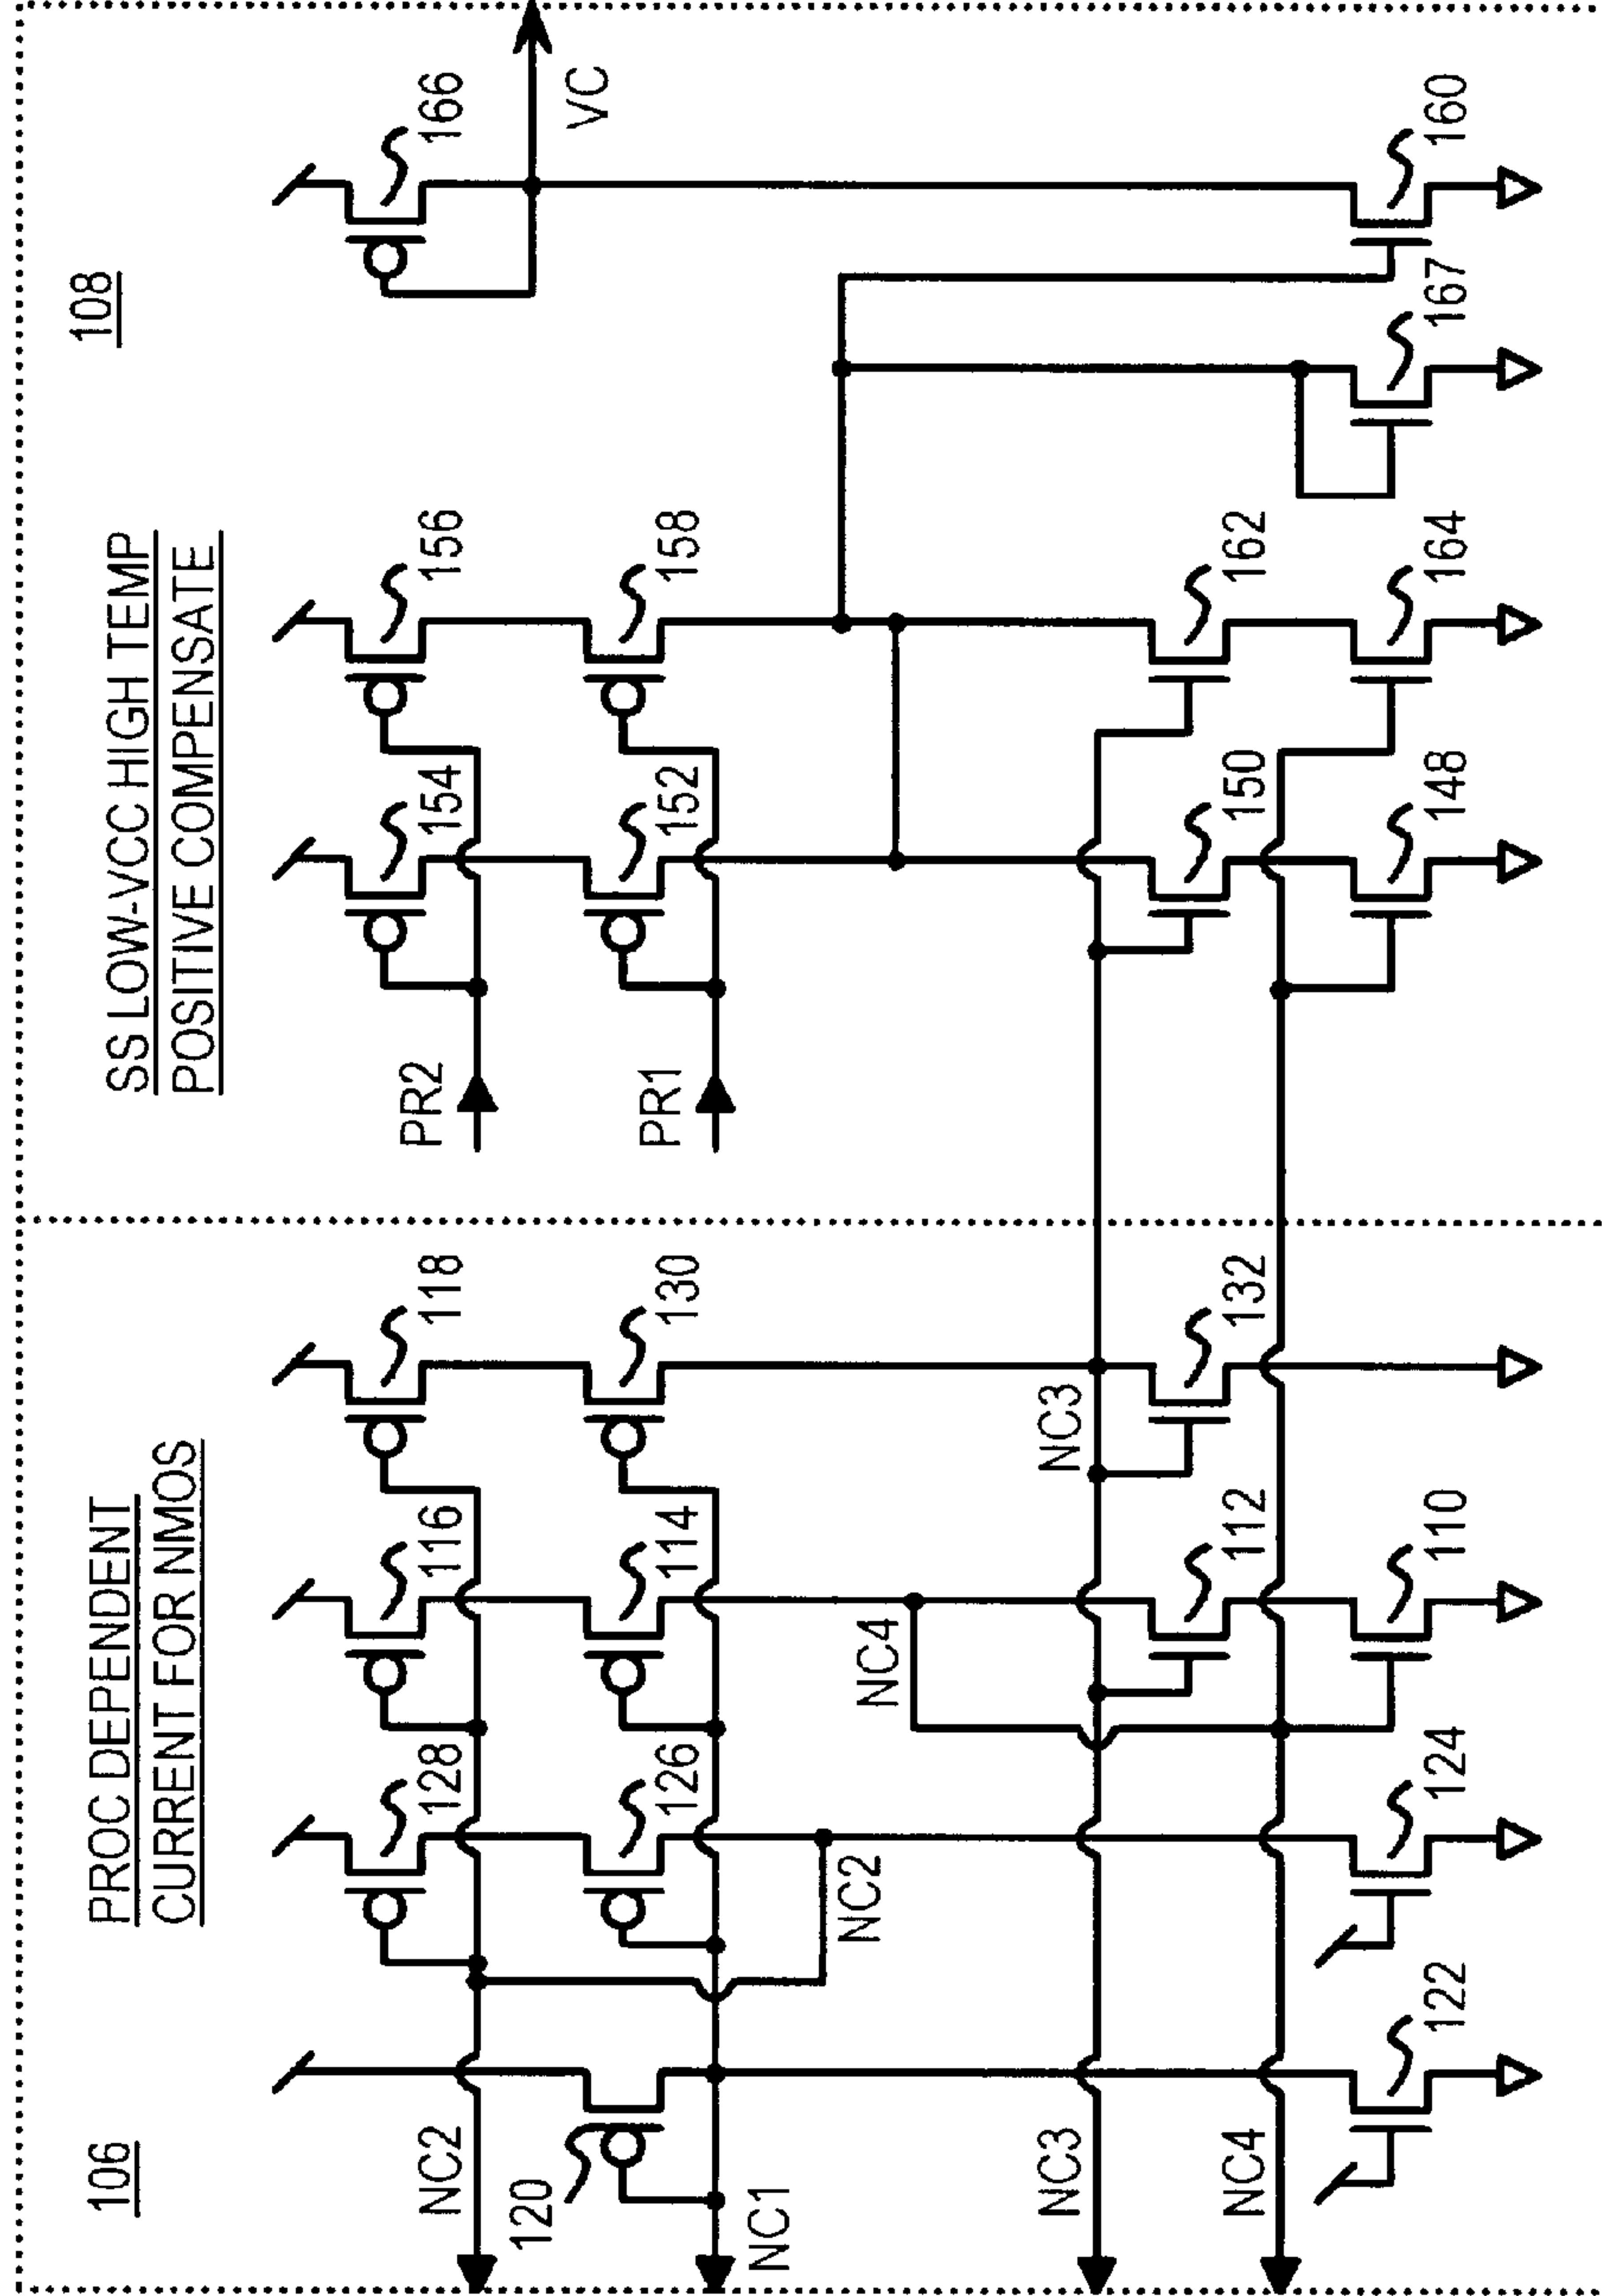 106
PROC DEPENDENT
CURRENT FOR NMOS
108
SS LOW-VCC HIGH TEMP
POSITIVE COMPENSATE
NC2
128
116
118
PR2
154
156
166
VC
120
126
114
130
PR1
152
158
NC1
NC2
NC4
NC3
NC3
112
132
150
162
NC4
122
124
110
148
164
167
160